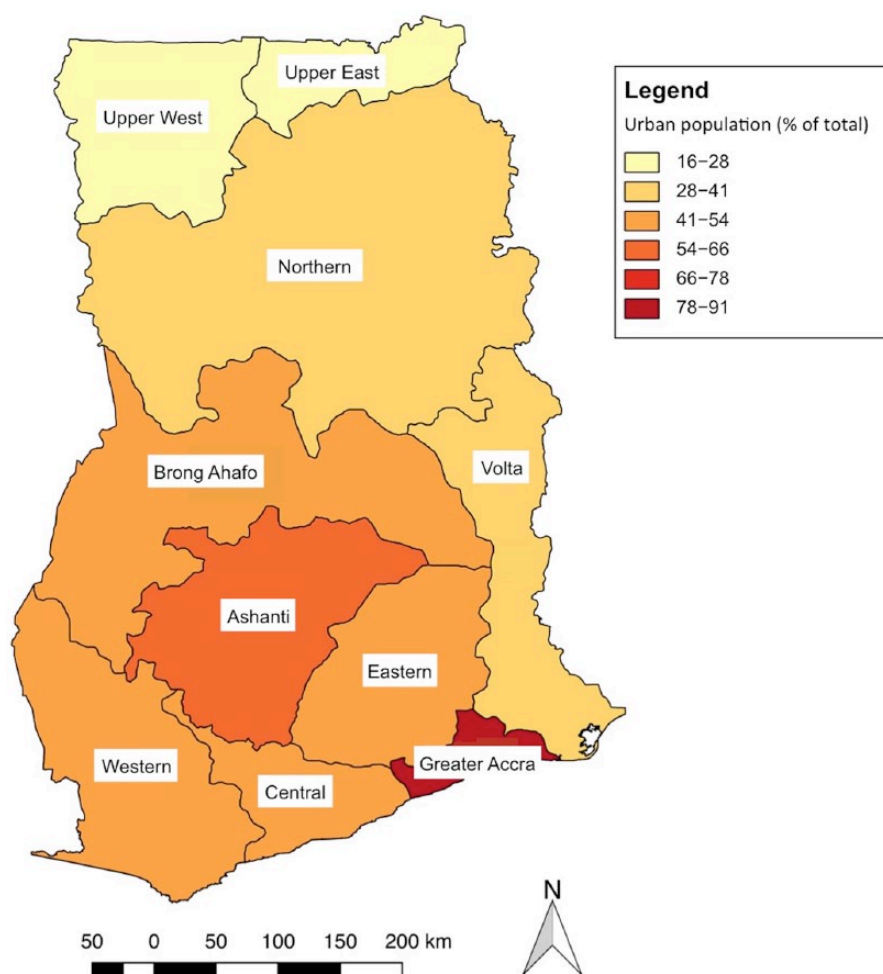 Upper East
Upper West
Northern
Brong Ahafo
Volta
Ashanti
Eastern
Western
Central
Greater Accra
Legend
Urban population (% of total)
16–28
28–41
41–54
54–66
66–78
78–91
N
50 0 50 100 150 200 km